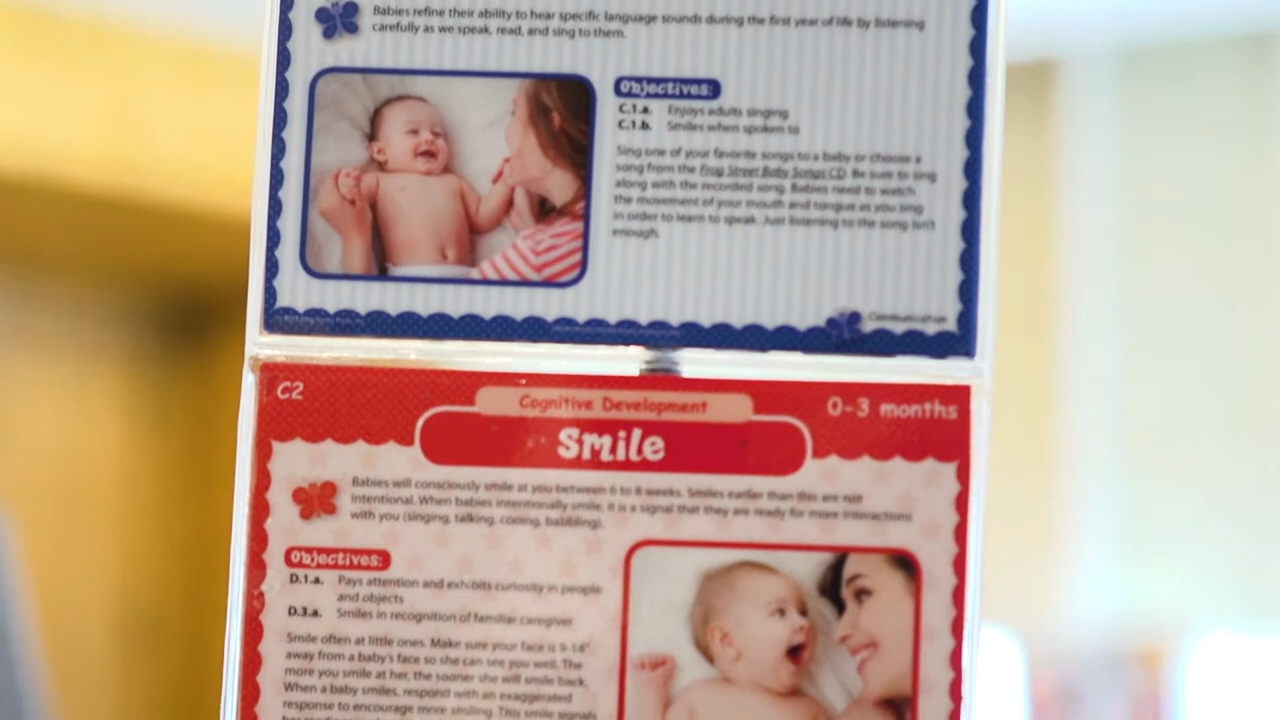 Babies refine their ability to hear specific language sounds during the first year of life by listening
carefully as we speak, read, and sing to them.
Objectives:
C.1.a. Enjoys adults singing
C.1.b. Smiles when spoken to
Sing one of your favorite songs to a baby or choose a
song from the Frog Street Baby Songs CD. Be sure to sing
along with the recorded song. Babies need to watch
the movement of your mouth and tongue as you sing
in order to learn to speak. Just listening to the song isn't
enough.
Communication
C2
Cognitive Development
0-3 months
Smile
Babies will consciously smile at you between 6 to 8 weeks. Smiles earlier than this are not
intentional. When babies intentionally smile, it is a signal that they are ready for more interactions
with you (singing, talking, cooing, babbling).
Objectives:
D.1.a. Pays attention and exhibits curiosity in people
and objects
D.3.a. Smiles in recognition of familiar caregiver
Smile often at little ones. Make sure your face is 9-14"
away from a baby's face so she can see you well. The
more you smile at her, the sooner she will smile back.
When a baby smiles, respond with an exaggerated
response to encourage more smiling. This smile signals